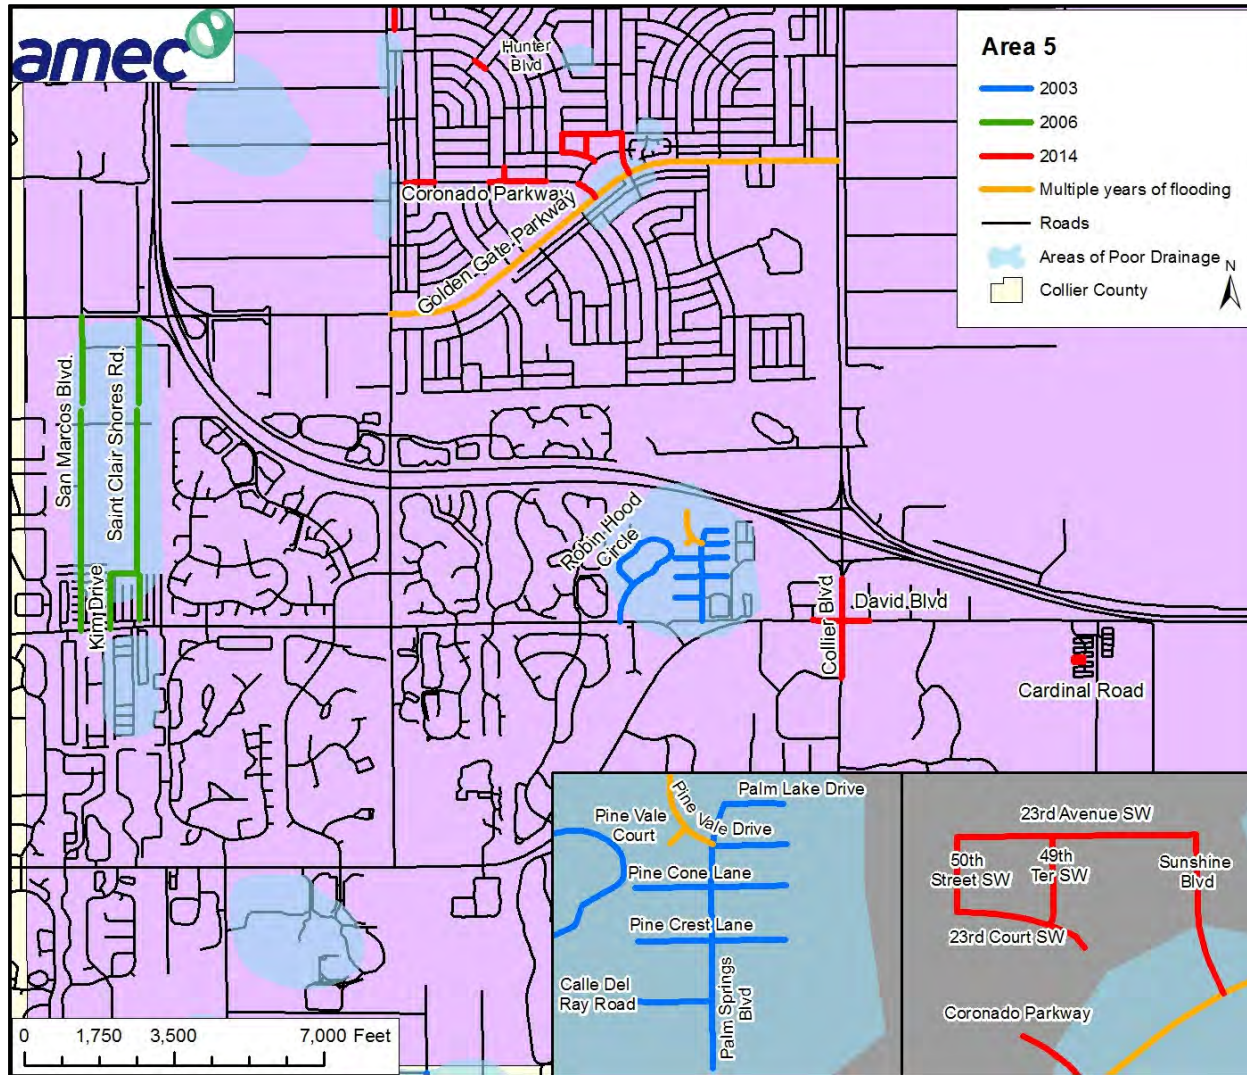 amec
Hunter
Blvd
Area 5
2003
2006
2014
Multiple years of flooding
Roads
Areas of Poor Drainage
Collier County
N
Coronado Parkway
Golden Gate Parkway
San Marcos Blvd.
Saint Clair Shores Rd.
Kim Drive
Robin Hood
Circle
Collier Blvd
David Blvd
Cardinal Road
Palm Lake Drive
Pine Vale
Court
Pine Vale Drive
Pine Cone Lane
Pine Crest Lane
Calle Del
Ray Road
Palm Springs
Blvd
23rd Avenue SW
50th
Street SW
49th
Ter SW
Sunshine
Blvd
23rd Court SW
Coronado Parkway
0 1,750 3,500 7,000 Feet